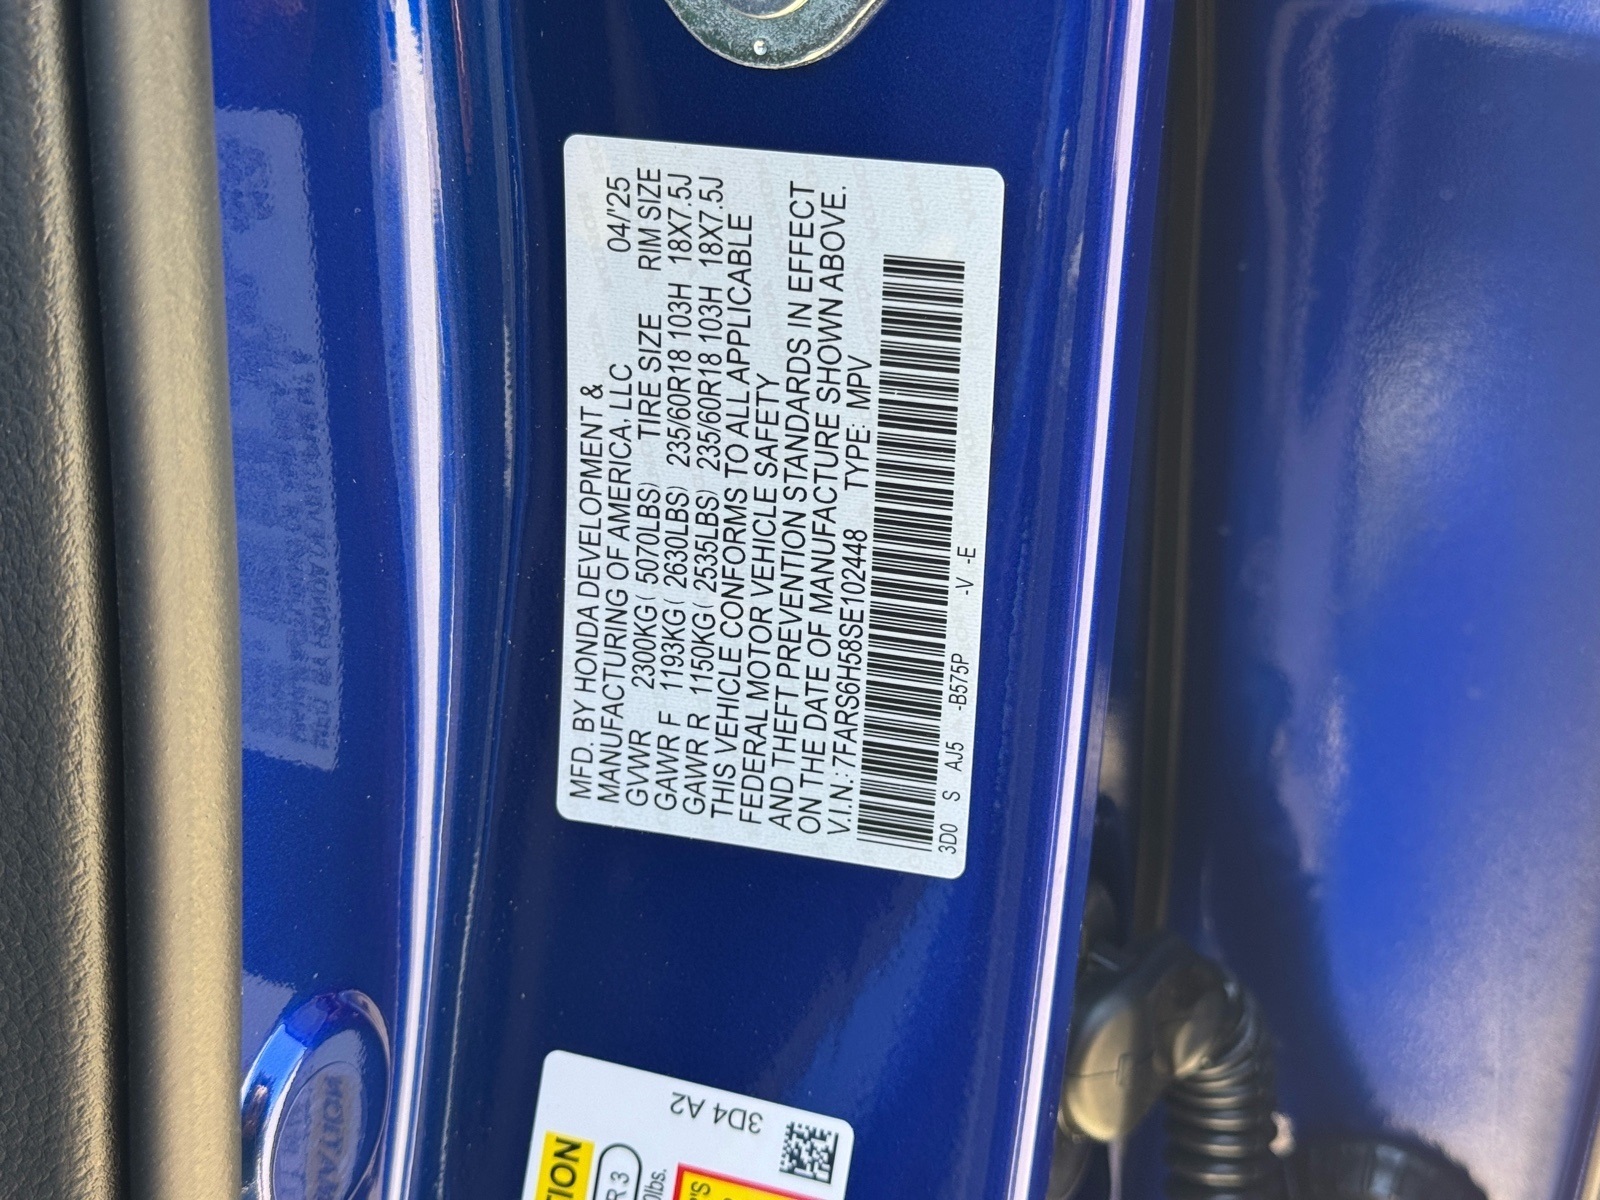 MFD. BY HONDA DEVELOPMENT &
MANUFACTURING OF AMERICA, LLC 04/'25
GVWR 2300KG( 5070LBS) TIRE SIZE RIM SIZE
GAWR F 1193KG( 2630LBS) 235/60R18 103H 18X7.5J
GAWR R 1150KG( 2535LBS) 235/60R18 103H 18X7.5J
THIS VEHICLE CONFORMS TO ALL APPLICABLE
FEDERAL MOTOR VEHICLE SAFETY
AND THEFT PREVENTION STANDARDS IN EFFECT
ON THE DATE OF MANUFACTURE SHOWN ABOVE.
V.I.N.: 7FARS6H58SE102448 TYPE: MPV
3D0 S AJ5 -B575P -V -E
3D4 A2
TION
R 3
0lbs.
'S